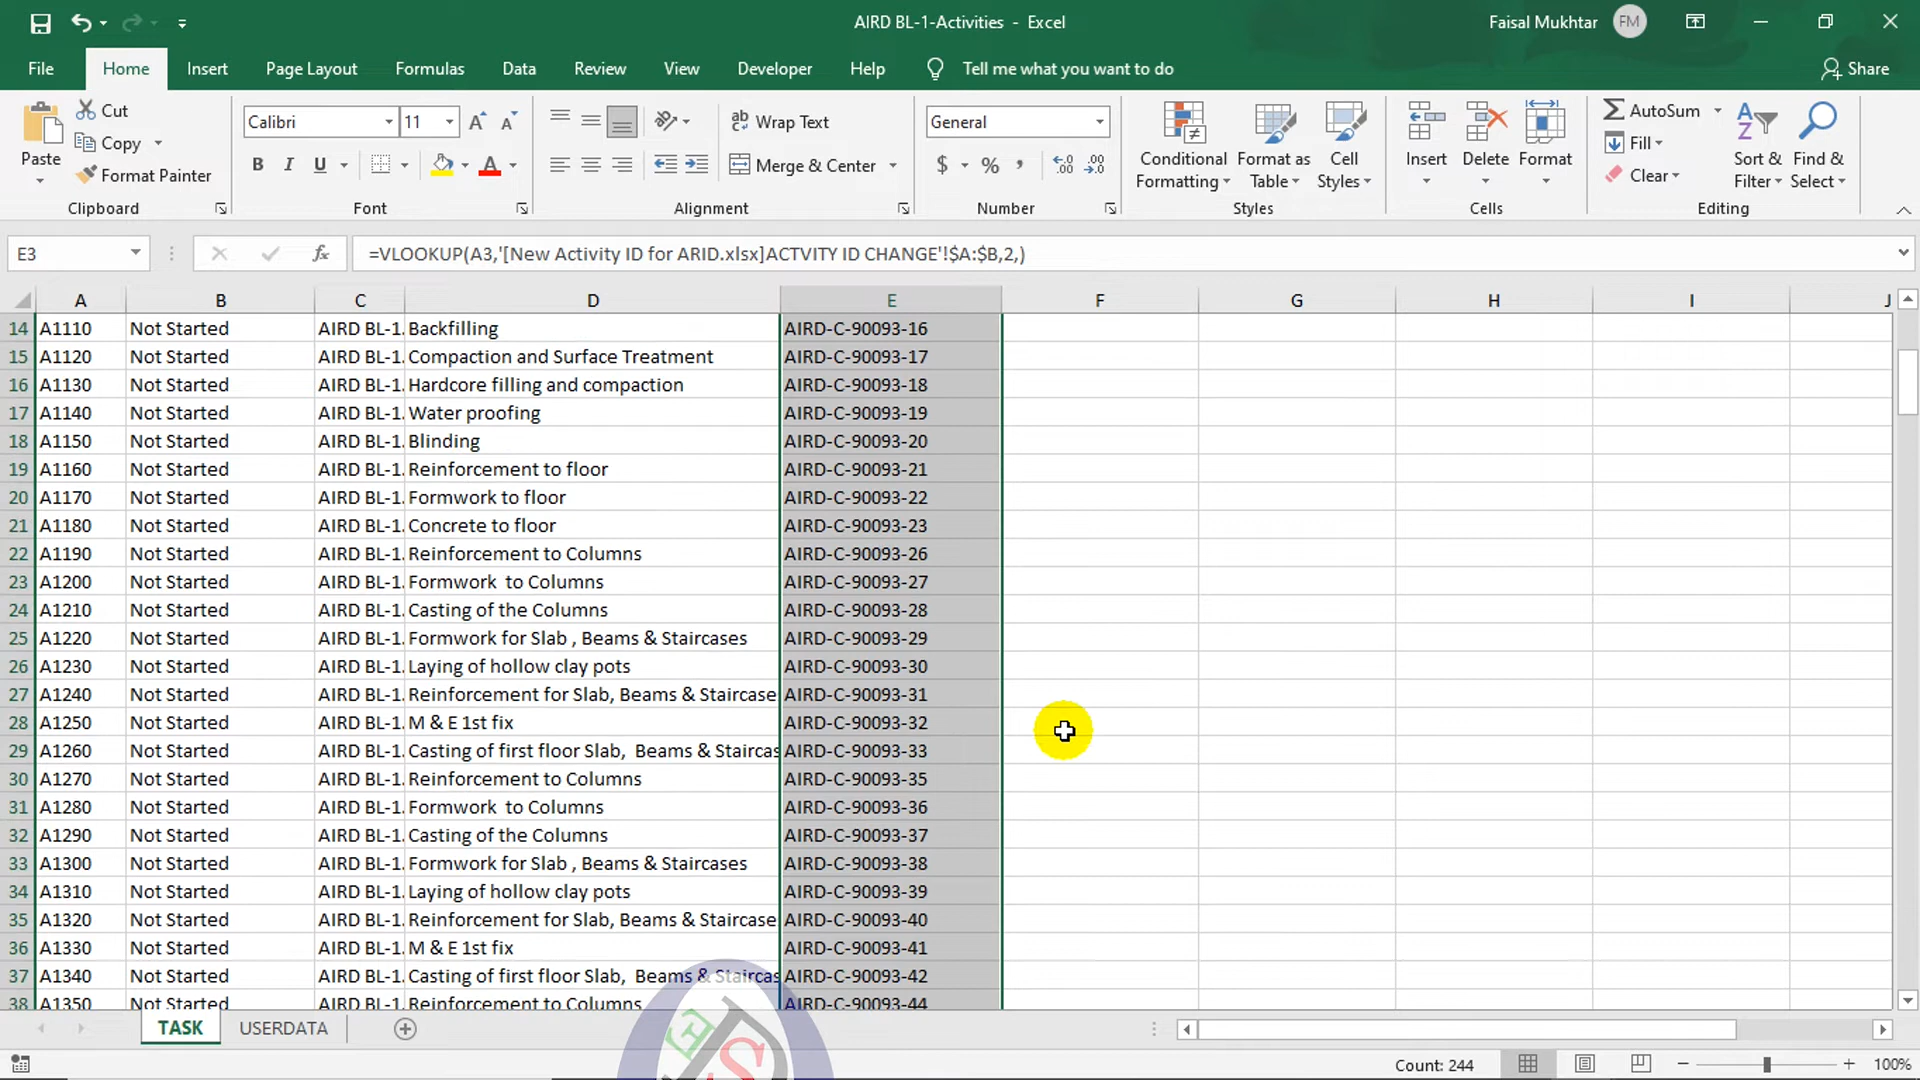 AIRD BL-1-Activities - Excel
Faisal Mukhtar FM
File Home Insert Page Layout Formulas Data Review View Developer Help Tell me what you want to do Share
Paste Cut Copy Format Painter Clipboard
Calibri 11 A A B I U A Font
Wrap Text Merge & Center Alignment
General $ % , Number
Conditional Formatting Format as Table Cell Styles Styles
Insert Delete Format Cells
AutoSum Fill Clear Sort & Filter Find & Select Editing
E3 fx =VLOOKUP(A3,'[New Activity ID for ARID.xlsx]ACTVITY ID CHANGE'!$A:$B,2,)
A B C D E F G H I J
14 A1110 Not Started AIRD BL-1. Backfilling AIRD-C-90093-16
15 A1120 Not Started AIRD BL-1. Compaction and Surface Treatment AIRD-C-90093-17
16 A1130 Not Started AIRD BL-1. Hardcore filling and compaction AIRD-C-90093-18
17 A1140 Not Started AIRD BL-1. Water proofing AIRD-C-90093-19
18 A1150 Not Started AIRD BL-1. Blinding AIRD-C-90093-20
19 A1160 Not Started AIRD BL-1. Reinforcement to floor AIRD-C-90093-21
20 A1170 Not Started AIRD BL-1. Formwork to floor AIRD-C-90093-22
21 A1180 Not Started AIRD BL-1. Concrete to floor AIRD-C-90093-23
22 A1190 Not Started AIRD BL-1. Reinforcement to Columns AIRD-C-90093-26
23 A1200 Not Started AIRD BL-1. Formwork  to Columns AIRD-C-90093-27
24 A1210 Not Started AIRD BL-1. Casting of the Columns AIRD-C-90093-28
25 A1220 Not Started AIRD BL-1. Formwork for Slab , Beams & Staircases AIRD-C-90093-29
26 A1230 Not Started AIRD BL-1. Laying of hollow clay pots AIRD-C-90093-30
27 A1240 Not Started AIRD BL-1. Reinforcement for Slab, Beams & Staircase AIRD-C-90093-31
28 A1250 Not Started AIRD BL-1. M & E 1st fix AIRD-C-90093-32
29 A1260 Not Started AIRD BL-1. Casting of first floor Slab,  Beams & Staircas AIRD-C-90093-33
30 A1270 Not Started AIRD BL-1. Reinforcement to Columns AIRD-C-90093-35
31 A1280 Not Started AIRD BL-1. Formwork  to Columns AIRD-C-90093-36
32 A1290 Not Started AIRD BL-1. Casting of the Columns AIRD-C-90093-37
33 A1300 Not Started AIRD BL-1. Formwork for Slab , Beams & Staircases AIRD-C-90093-38
34 A1310 Not Started AIRD BL-1. Laying of hollow clay pots AIRD-C-90093-39
35 A1320 Not Started AIRD BL-1. Reinforcement for Slab, Beams & Staircase AIRD-C-90093-40
36 A1330 Not Started AIRD BL-1. M & E 1st fix AIRD-C-90093-41
37 A1340 Not Started AIRD BL-1. Casting of first floor Slab,  Beams & Staircas AIRD-C-90093-42
38 A1350 Not Started AIRD BL-1. Reinforcement to Columns AIRD-C-90093-44
TASK USERDATA
Count: 244 100%